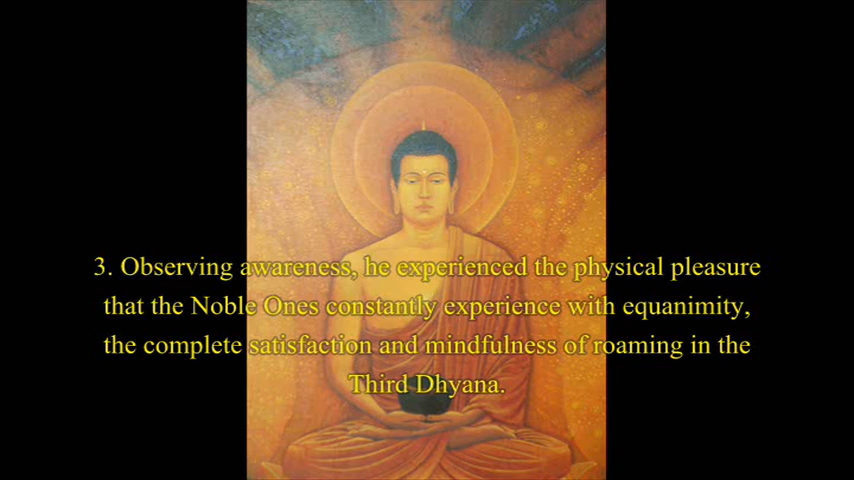 3. Observing awareness, he experienced the physical pleasure
that the Noble Ones constantly experience with equanimity,
the complete satisfaction and mindfulness of roaming in the
Third Dhyana.